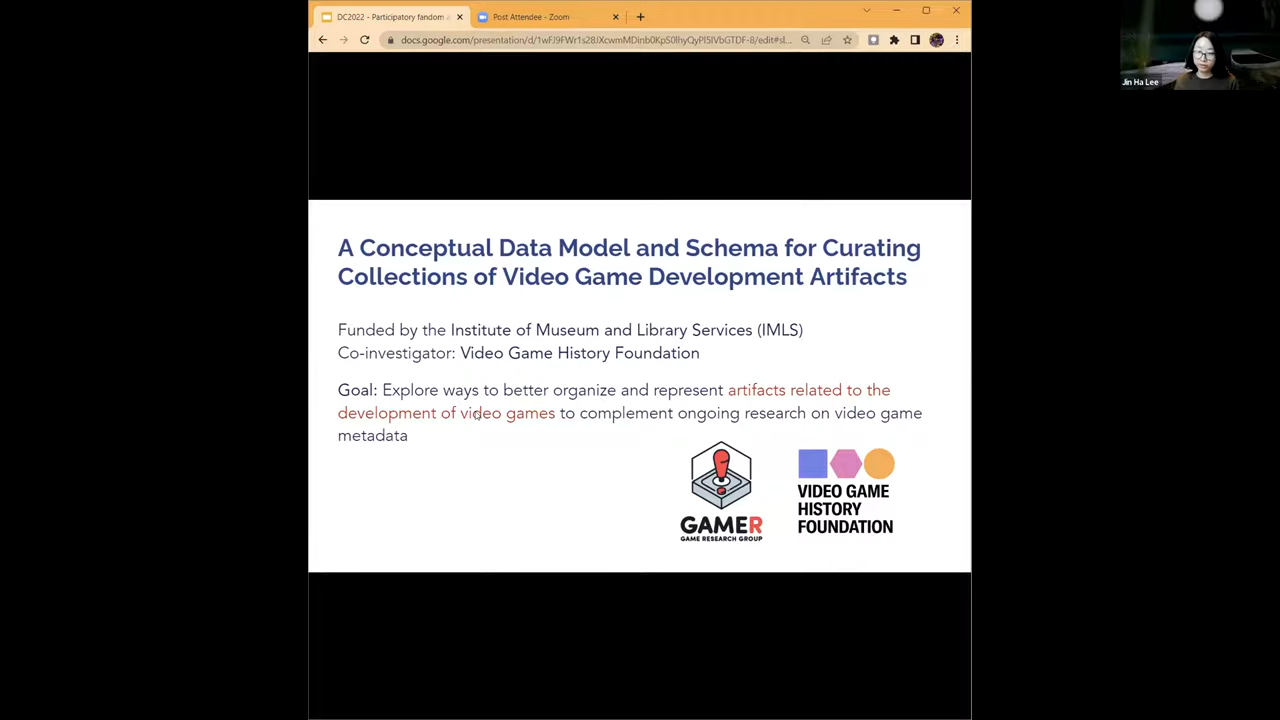 DC2022 - Participatory fandom
Post Attendee - Zoom
Jin Ha Lee
A Conceptual Data Model and Schema for Curating
Collections of Video Game Development Artifacts
Funded by the Institute of Museum and Library Services (IMLS)
Co-investigator: Video Game History Foundation
Goal: Explore ways to better organize and represent artifacts related to the
development of video games to complement ongoing research on video game
metadata
GAMER
GAME RESEARCH GROUP
VIDEO GAME
HISTORY
FOUNDATION